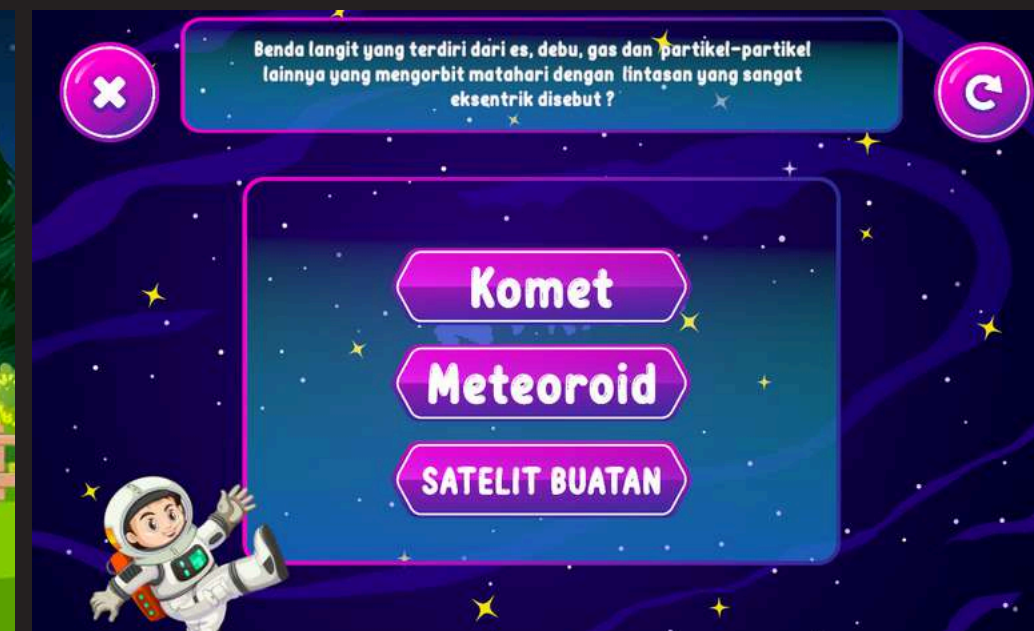 Benda langit yang terdiri dari es, debu, gas dan partikel-partikel
lainnya yang mengorbit matahari dengan lintasan yang sangat
eksentrik disebut ?
Komet
Meteoroid
SATELIT BUATAN